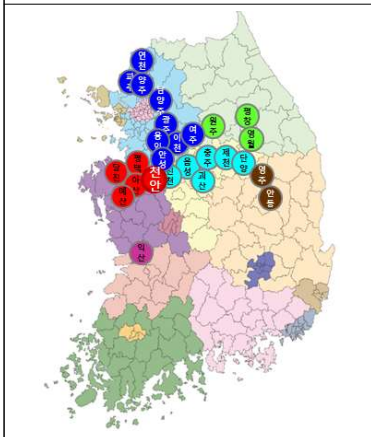 연천
파주
양주
남양주
광주
여주
이천
용인
안성
원주
평창
영월
충주
제천
단양
음성
진천
괴산
영주
안동
당진
평택
아산
예산
천안
익산